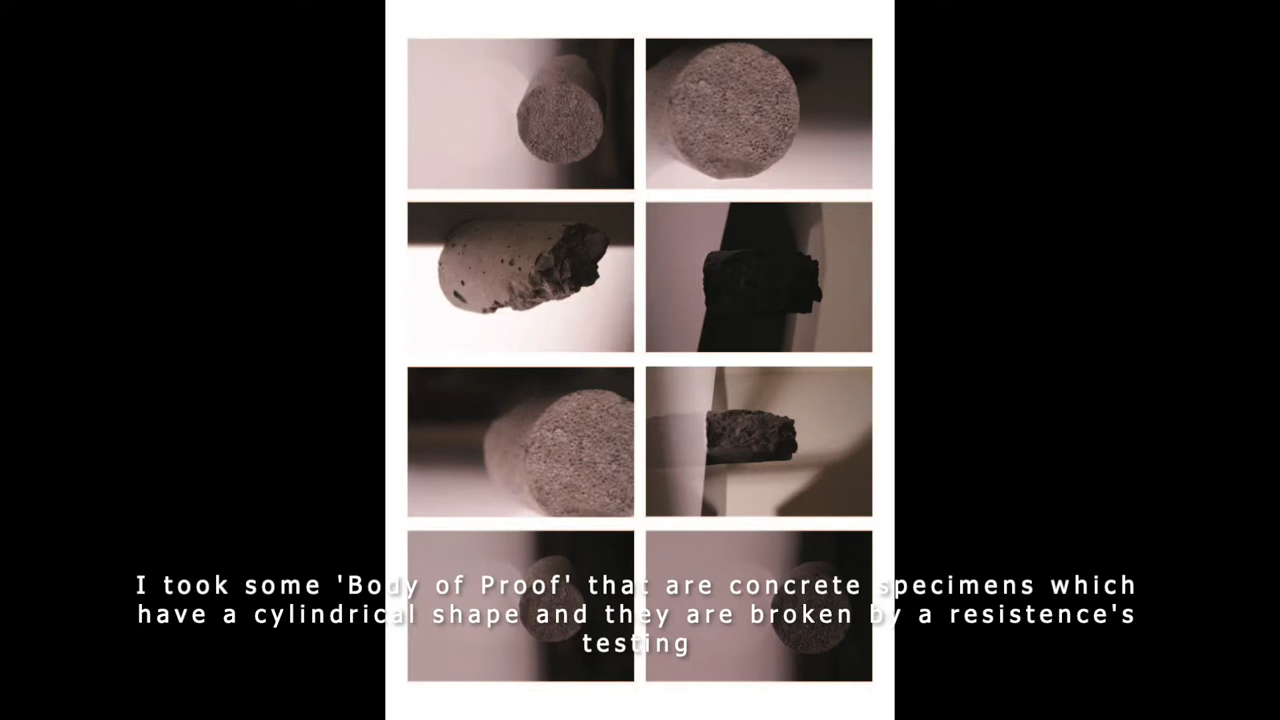 I took some 'Body of Proof' that are concrete specimens which
have a cylindrical shape and they are broken by a resistence's
testing